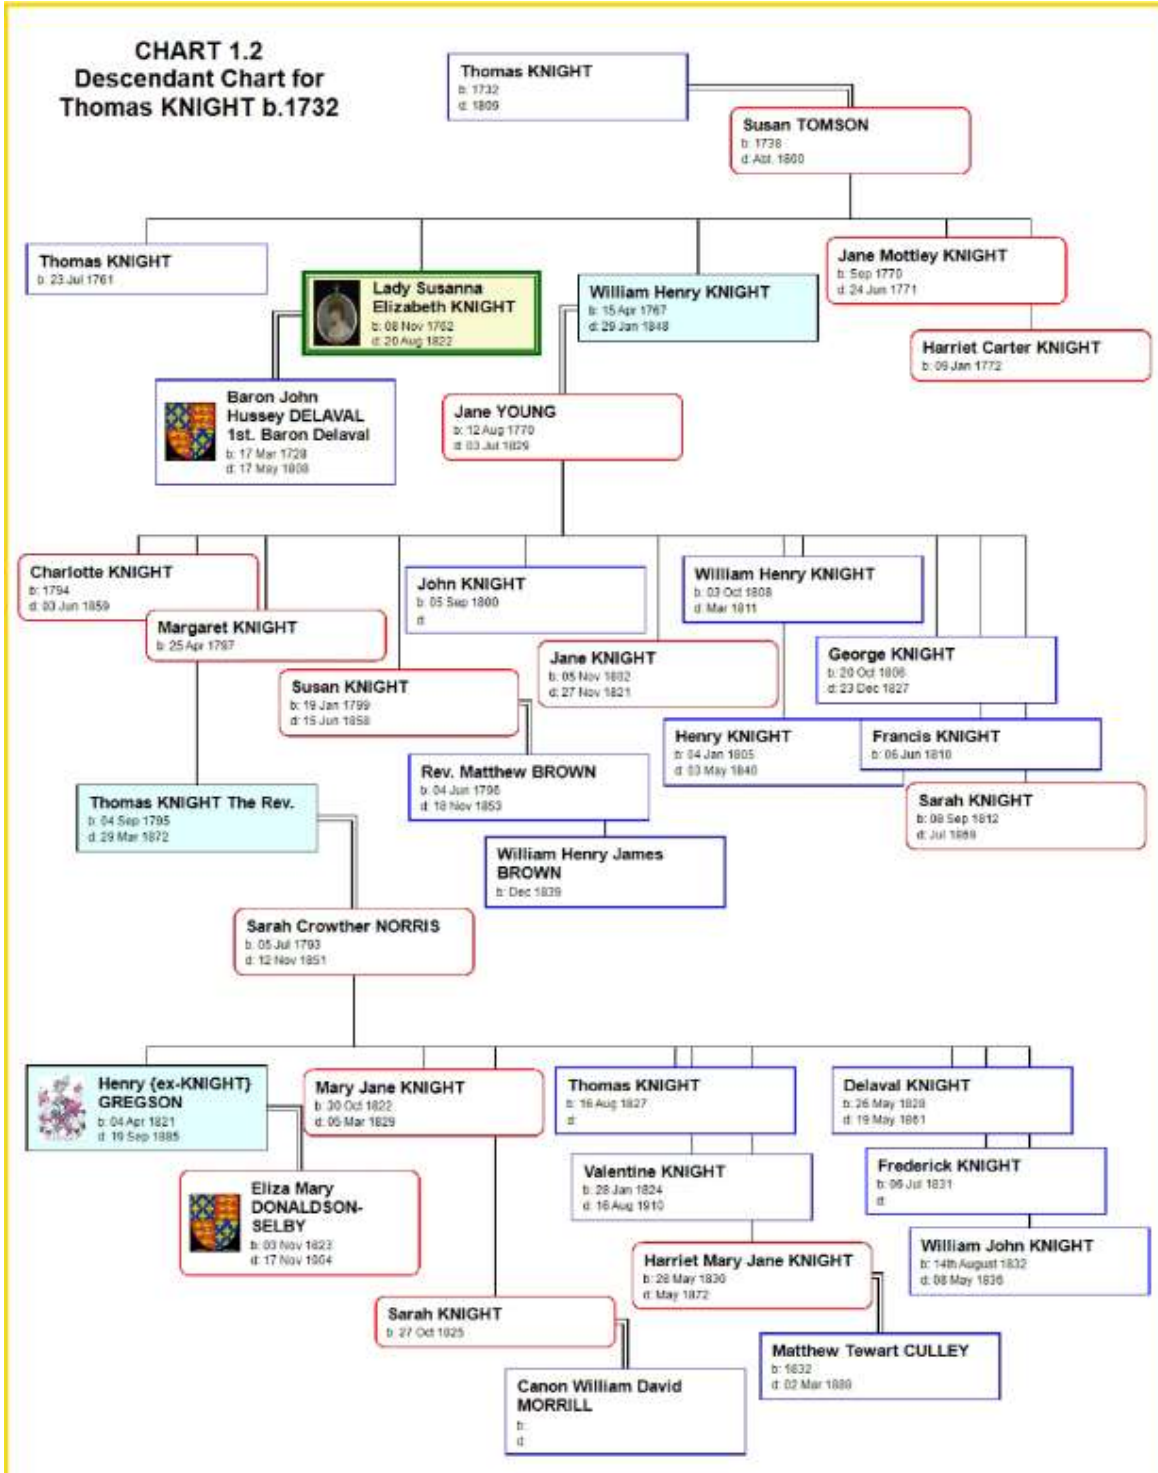 CHART 1.2
Descendant Chart for
Thomas KNIGHT b.1732
Thomas KNIGHT
b: 1732
d: 1809
Susan TOMSON
b: 1738
d: Abt. 1800
Thomas KNIGHT
b: 23 Jul 1761
Lady Susanna
Elizabeth KNIGHT
b: 08 Nov 1762
d: 20 Aug 1822
William Henry KNIGHT
b: 15 Apr 1767
d: 29 Jan 1848
Jane Mottley KNIGHT
b: Sep 1770
d: 24 Jun 1771
Harriet Carter KNIGHT
b: 09 Jan 1772
Baron John
Hussey DELAVAL
1st. Baron Delaval
b: 17 Mar 1728
d: 17 May 1808
Jane YOUNG
b: 12 Aug 1770
d: 03 Jul 1829
Charlotte KNIGHT
b: 1794
d: 03 Jun 1859
Margaret KNIGHT
b: 25 Apr 1797
John KNIGHT
b: 05 Sep 1800
d:
William Henry KNIGHT
b: 03 Oct 1808
d: Mar 1811
Susan KNIGHT
b: 19 Jan 1799
d: 15 Jun 1858
Jane KNIGHT
b: 05 Nov 1802
d: 27 Nov 1821
George KNIGHT
b: 20 Oct 1806
d: 23 Dec 1827
Henry KNIGHT
b: 04 Jan 1805
d: 03 May 1840
Francis KNIGHT
b: 06 Jun 1810
Sarah KNIGHT
b: 08 Sep 1812
d: Jul 1869
Rev. Matthew BROWN
b: 04 Jun 1796
d: 18 Nov 1853
Thomas KNIGHT The Rev.
b: 04 Sep 1795
d: 29 Mar 1872
William Henry James
BROWN
b: Dec 1839
Sarah Crowther NORRIS
b: 05 Jul 1793
d: 12 Nov 1851
Henry {ex-KNIGHT}
GREGSON
b: 04 Apr 1821
d: 19 Sep 1885
Mary Jane KNIGHT
b: 30 Oct 1822
d: 05 Mar 1829
Thomas KNIGHT
b: 16 Aug 1827
d:
Delaval KNIGHT
b: 26 May 1828
d: 19 May 1861
Eliza Mary
DONALDSON-
SELBY
b: 03 Nov 1823
d: 17 Nov 1904
Valentine KNIGHT
b: 28 Jan 1824
d: 16 Aug 1910
Frederick KNIGHT
b: 06 Jul 1831
d:
William John KNIGHT
b: 14th August 1832
d: 08 May 1836
Harriet Mary Jane KNIGHT
b: 28 May 1830
d: May 1872
Sarah KNIGHT
b: 27 Oct 1825
Matthew Tewart CULLEY
b: 1832
d: 02 Mar 1889
Canon William David
MORRILL
b:
d: